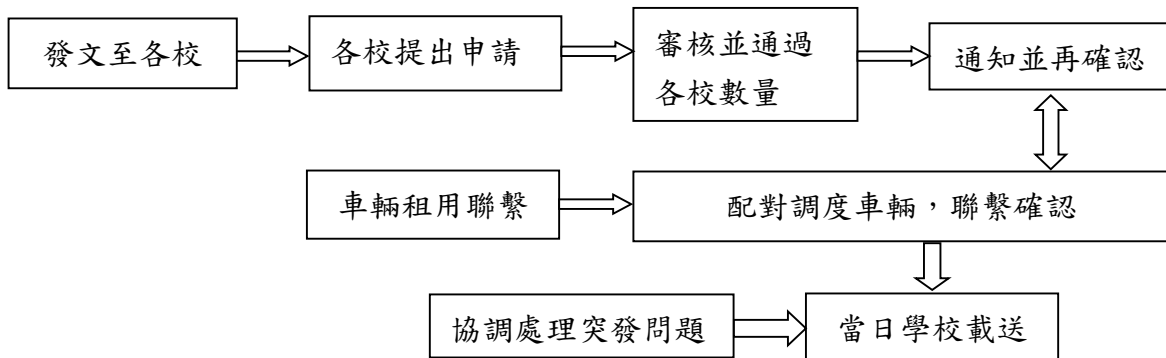 發文至各校
各校提出申請
審核並通過
各校數量
通知並再確認
車輛租用聯繫
配對調度車輛，聯繫確認
協調處理突發問題
當日學校載送